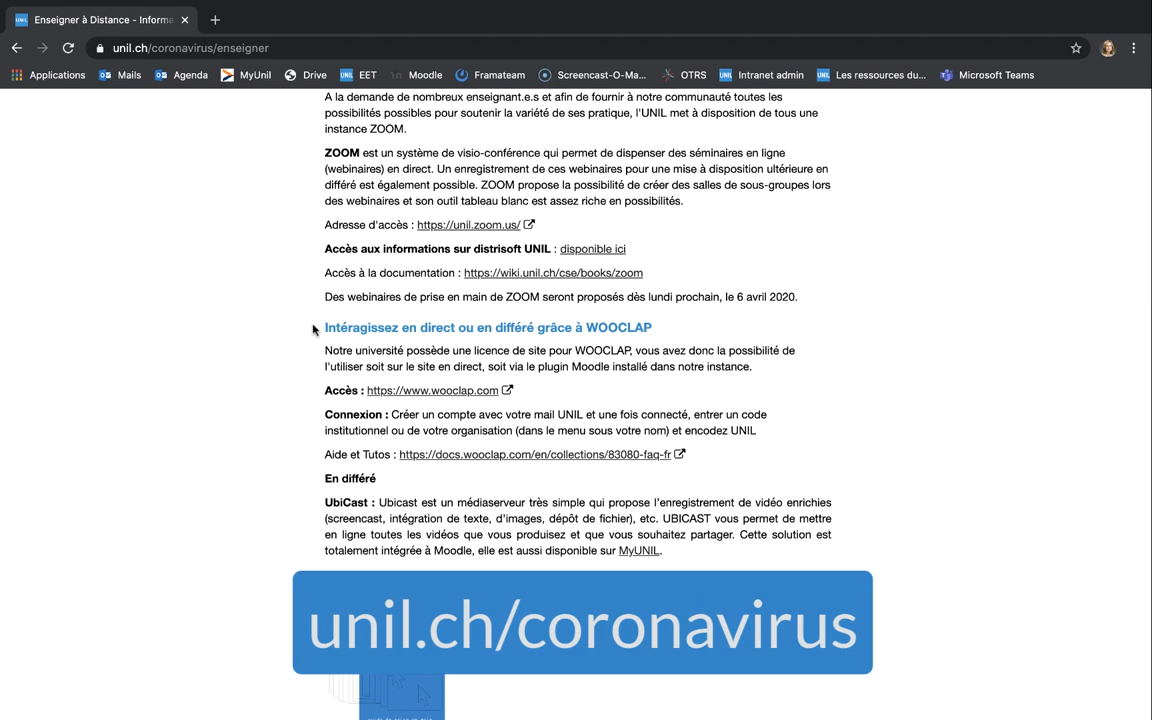 UNIL Enseigner à Distance - Informa
unil.ch/coronavirus/enseigner
Applications Mails Agenda MyUnil Drive UNIL EET Moodle Framateam Screencast-O-Ma... OTRS UNIL Intranet admin UNIL Les ressources du... Microsoft Teams
A la demande de nombreux enseignant.e.s et afin de fournir à notre communauté toutes les
possibilités possibles pour soutenir la variété de ses pratique, l'UNIL met à disposition de tous une
instance ZOOM.
ZOOM est un système de visio-conférence qui permet de dispenser des séminaires en ligne
(webinaires) en direct. Un enregistrement de ces webinaires pour une mise à disposition ultérieure en
différé est également possible. ZOOM propose la possibilité de créer des salles de sous-groupes lors
des webinaires et son outil tableau blanc est assez riche en possibilités.
Adresse d'accès : https://unil.zoom.us/
Accès aux informations sur distrisoft UNIL : disponible ici
Accès à la documentation : https://wiki.unil.ch/cse/books/zoom
Des webinaires de prise en main de ZOOM seront proposés dès lundi prochain, le 6 avril 2020.
Intéragissez en direct ou en différé grâce à WOOCLAP
Notre université possède une licence de site pour WOOCLAP, vous avez donc la possibilité de
l'utiliser soit sur le site en direct, soit via le plugin Moodle installé dans notre instance.
Accès : https://www.wooclap.com
Connexion : Créer un compte avec votre mail UNIL et une fois connecté, entrer un code
institutionnel ou de votre organisation (dans le menu sous votre nom) et encodez UNIL
Aide et Tutos : https://docs.wooclap.com/en/collections/83080-faq-fr
En différé
UbiCast : Ubicast est un médiaserveur très simple qui propose l'enregistrement de vidéo enrichies
(screencast, intégration de texte, d'images, dépôt de fichier), etc. UBICAST vous permet de mettre
en ligne toutes les vidéos que vous produisez et que vous souhaitez partager. Cette solution est
totalement intégrée à Moodle, elle est aussi disponible sur MyUNIL.
unil.ch/coronavirus